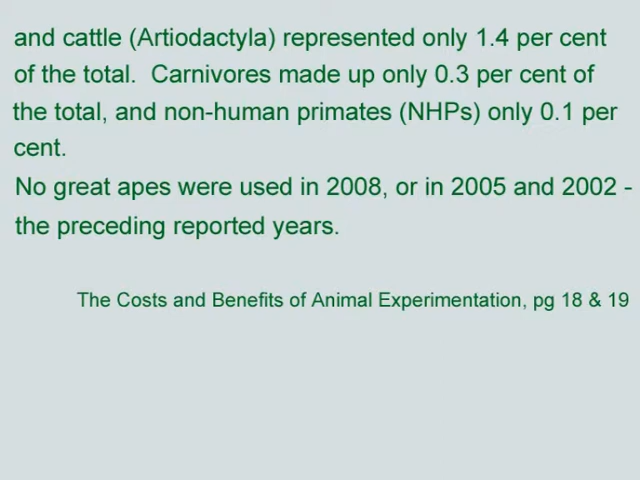 and cattle (Artiodactyla) represented only 1.4 per cent
of the total.  Carnivores made up only 0.3 per cent of
the total, and non-human primates (NHPs) only 0.1 per
cent.
No great apes were used in 2008, or in 2005 and 2002 -
the preceding reported years.
The Costs and Benefits of Animal Experimentation, pg 18 & 19